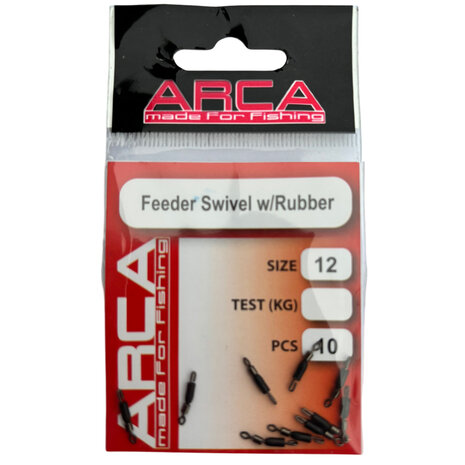 ARCA
made For Fishing
Feeder Swivel w/Rubber
SIZE 12
TEST (KG)
PCS 10
ARCA
made For Fishing